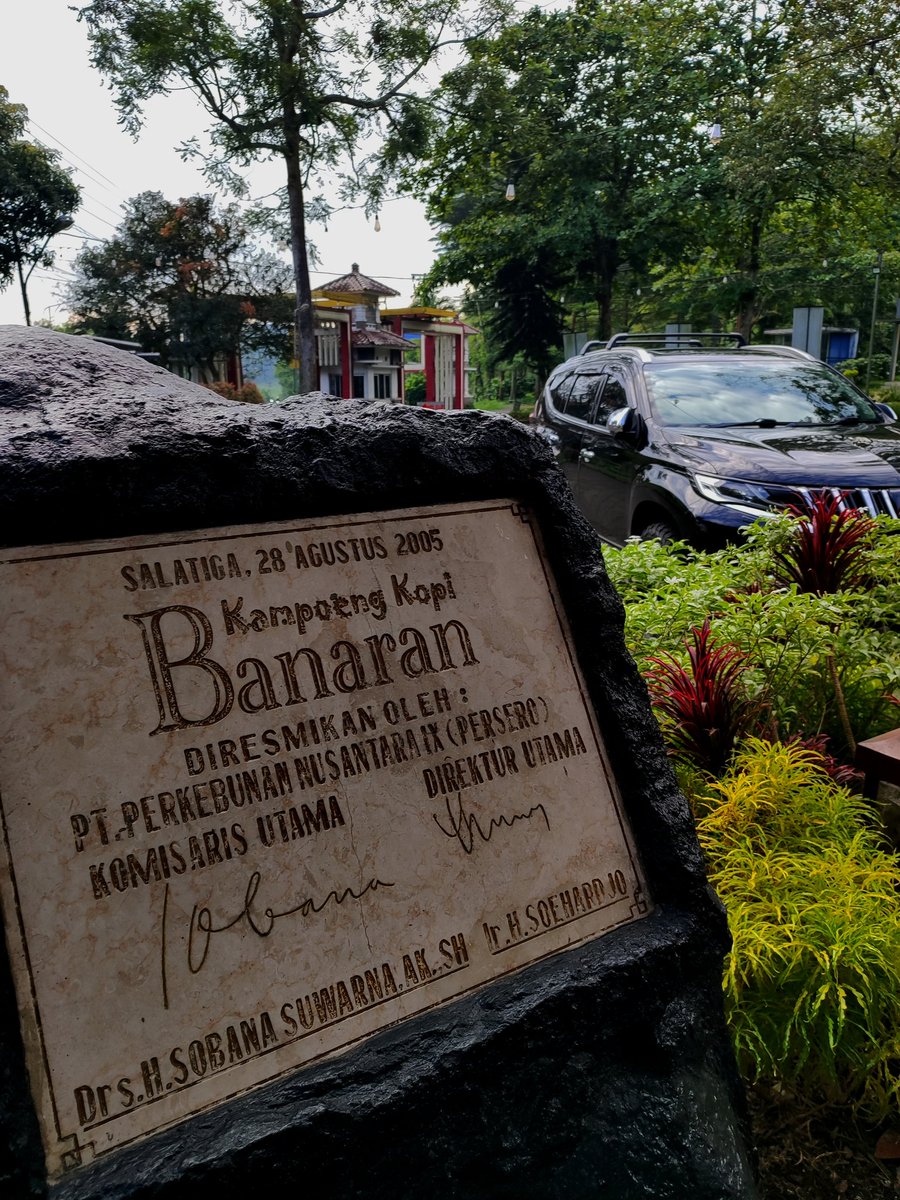 SALATIGA, 28 AGUSTUS 2005
Kampoeng Kopi
Banaran
DIRESMIKAN OLEH :
PT. PERKEBUNAN NUSANTARA IX (PERSERO)
KOMISARIS UTAMA DIREKTUR UTAMA
Drs. H. SOBANA SUWARNA, AK., SH Ir. H. SOEHARDJO